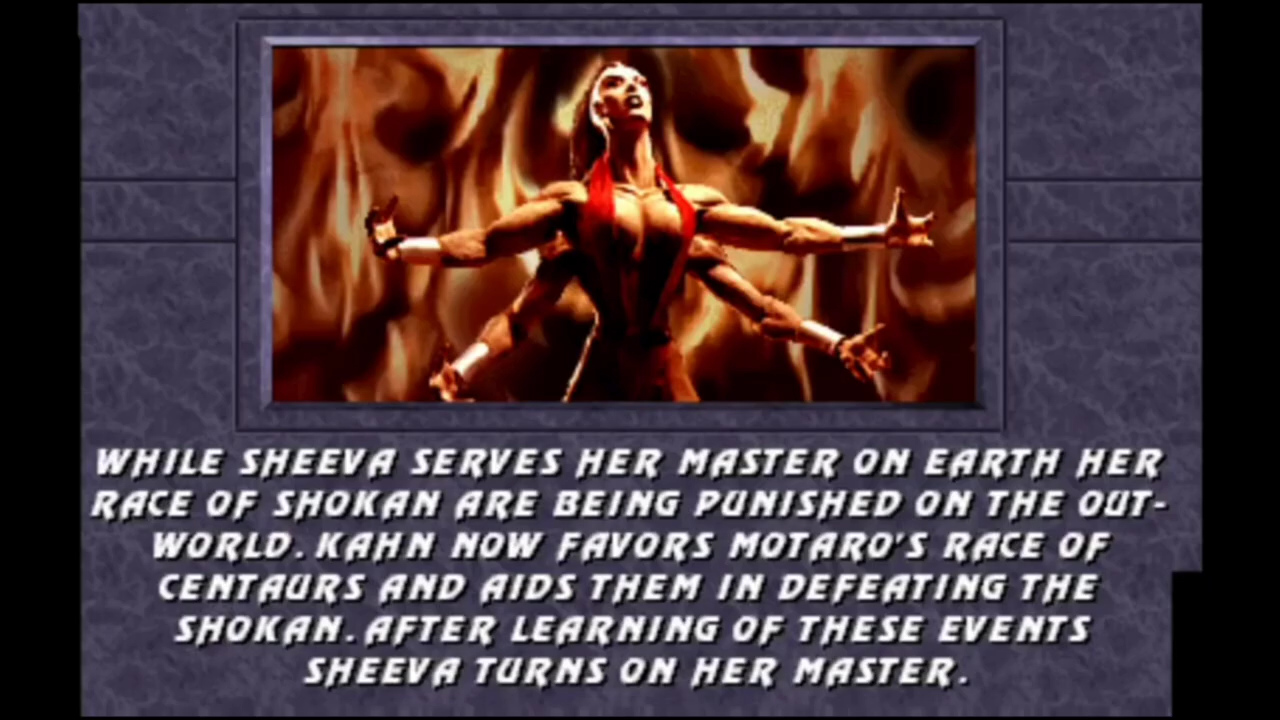 WHILE SHEEVA SERVES HER MASTER ON EARTH HER
RACE OF SHOKAN ARE BEING PUNISHED ON THE OUT-
WORLD. KAHN NOW FAVORS MOTARO'S RACE OF
CENTAURS AND AIDS THEM IN DEFEATING THE
SHOKAN. AFTER LEARNING OF THESE EVENTS
SHEEVA TURNS ON HER MASTER.